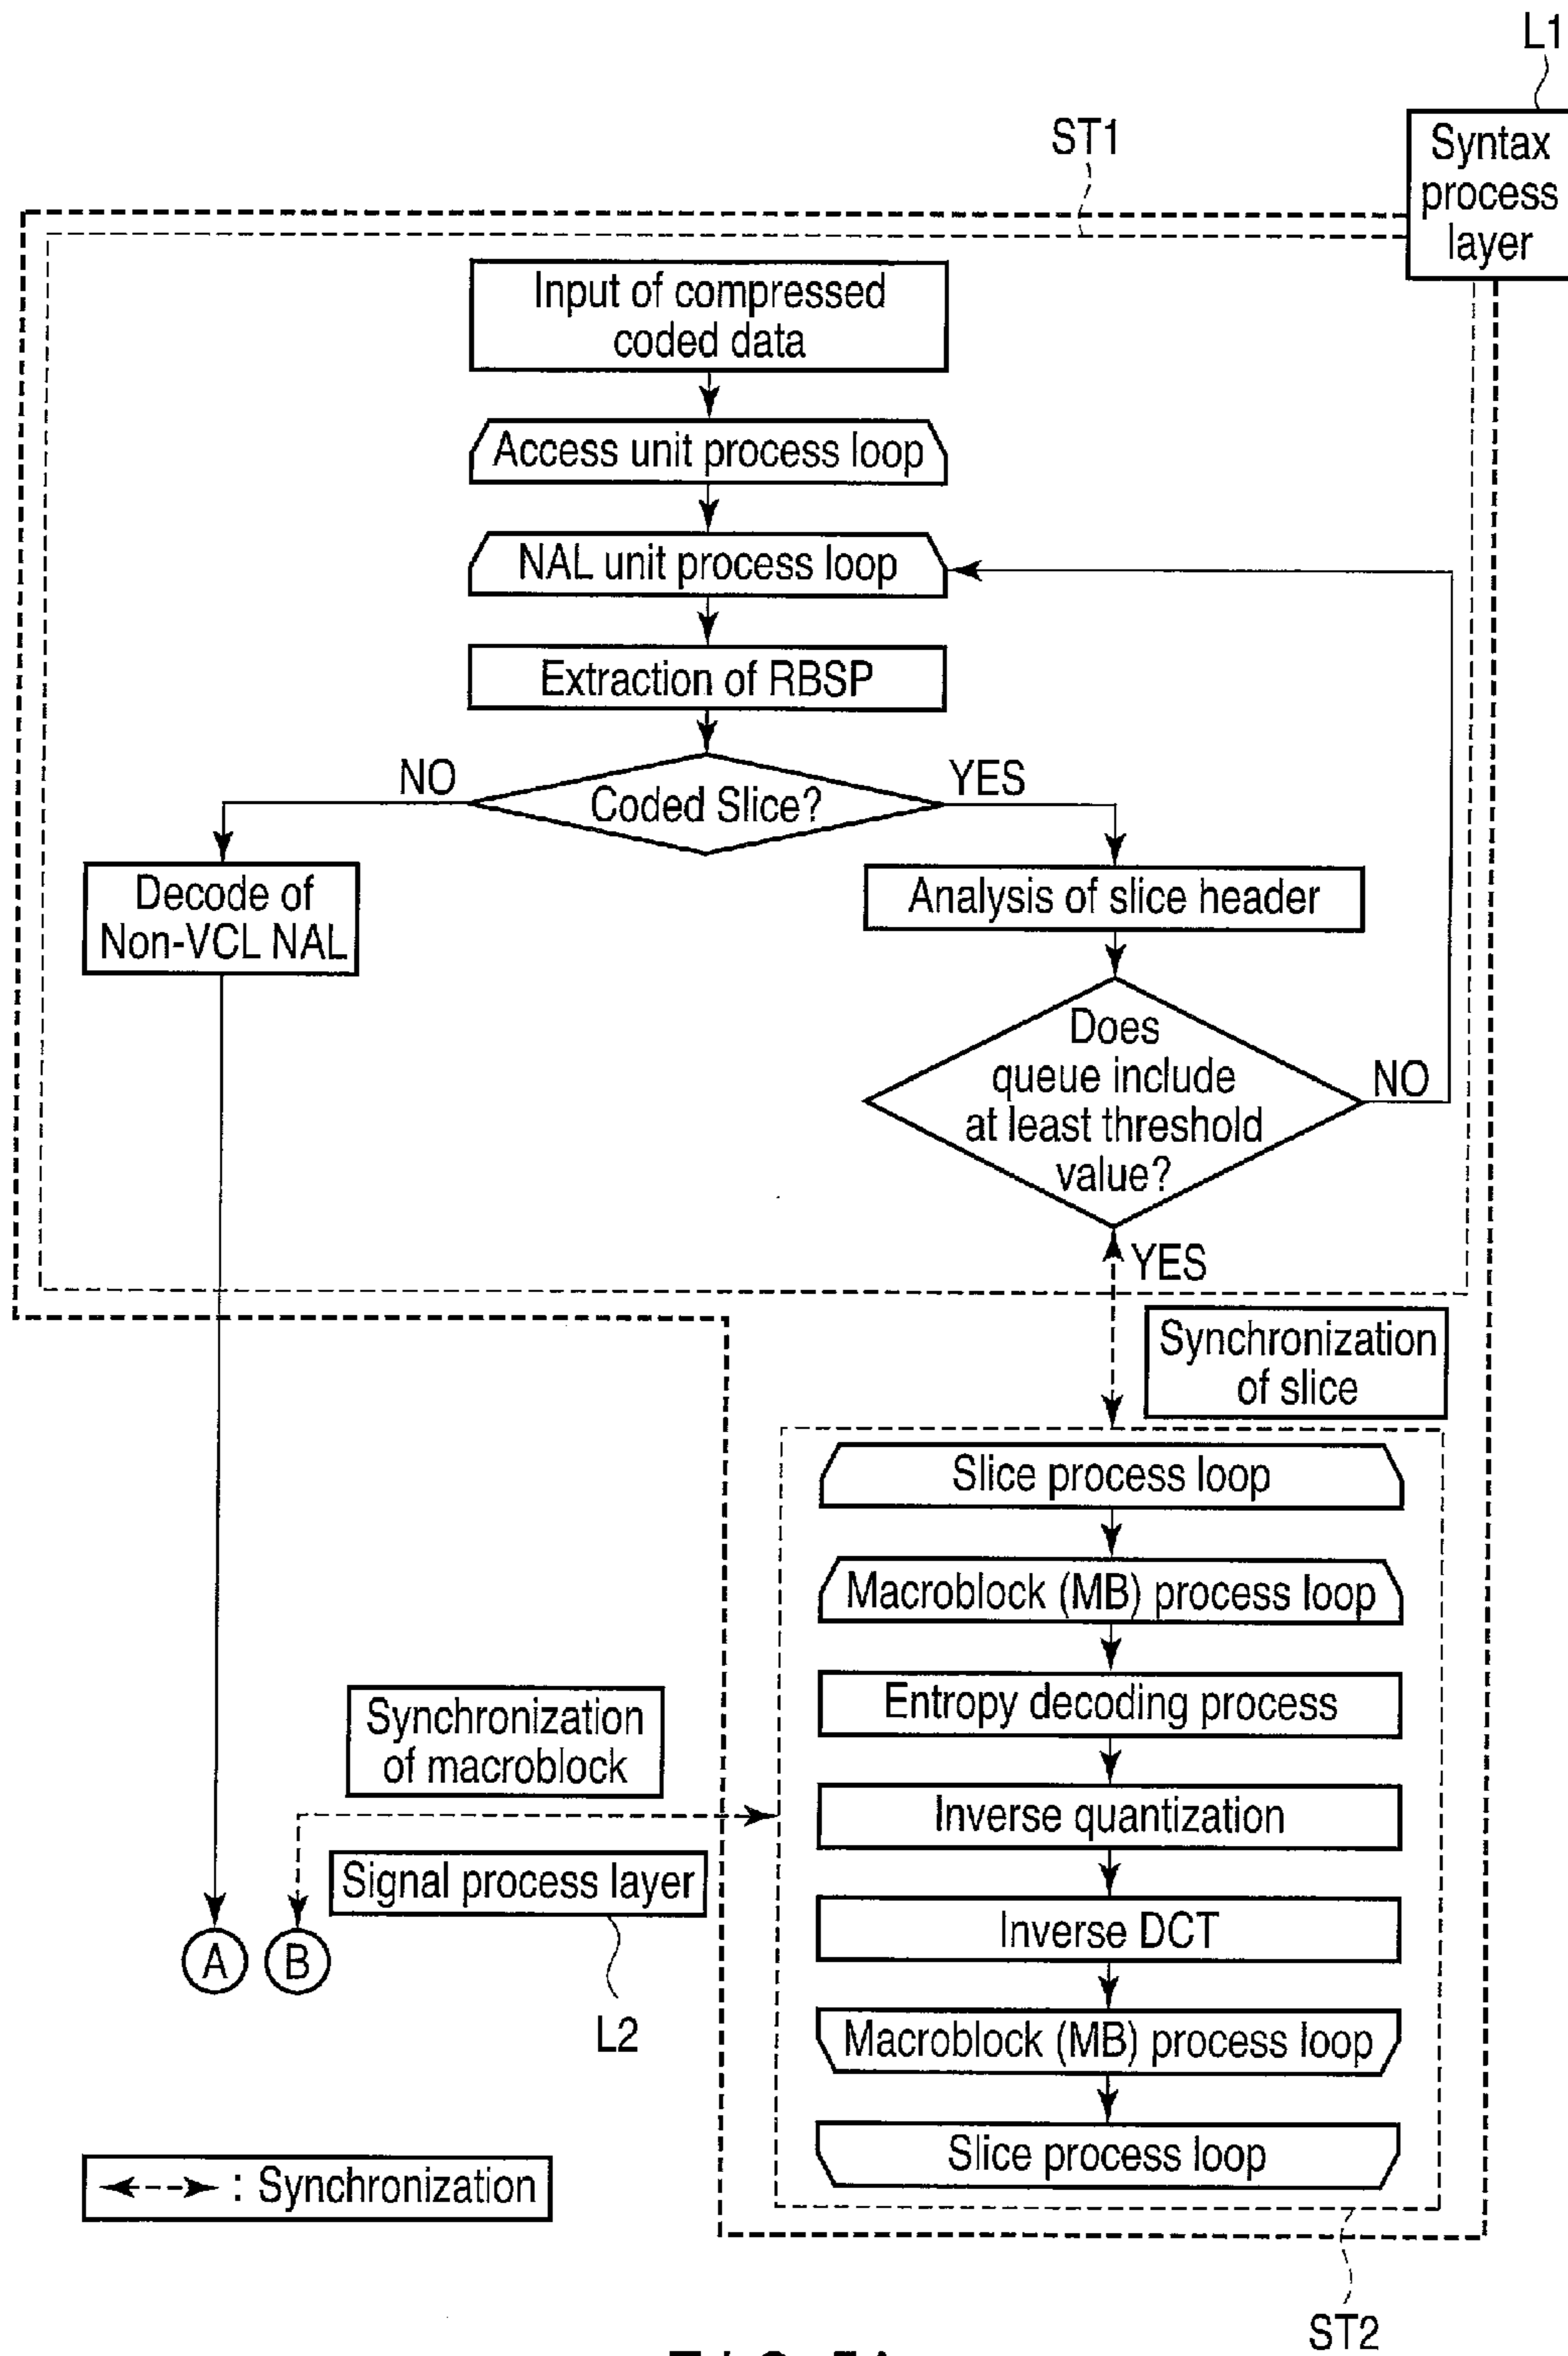 L1
Syntax
process
layer
ST1
Input of compressed
coded data
Access unit process loop
NAL unit process loop
Extraction of RBSP
NO
Coded Slice?
YES
Decode of
Non-VCL NAL
Analysis of slice header
Does
queue include
at least threshold
value?
NO
YES
Synchronization
of slice
Slice process loop
Macroblock (MB) process loop
Entropy decoding process
Synchronization
of macroblock
Inverse quantization
Signal process layer
Inverse DCT
A
B
L2
Macroblock (MB) process loop
Slice process loop
: Synchronization
ST2